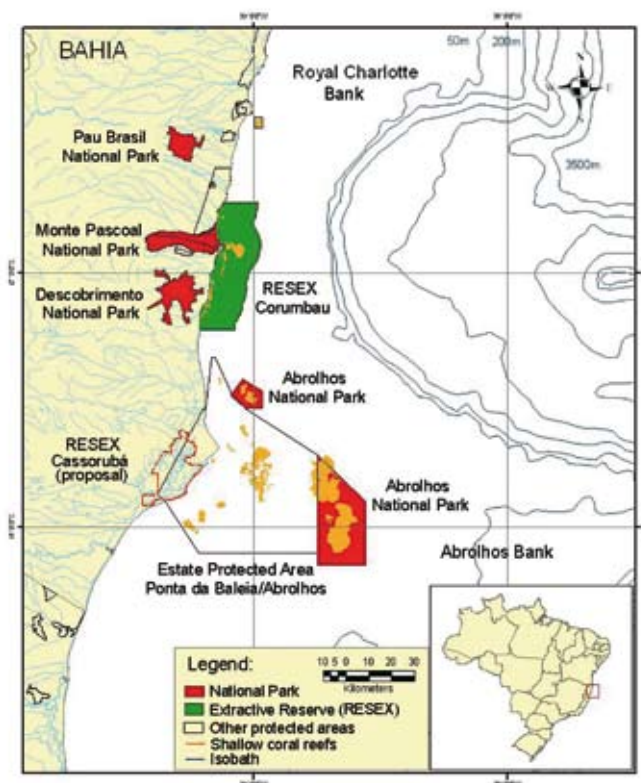 BAHIA
50m
200m
Royal Charlotte
Bank
E
3500m
Pau Brasil
National Park
Monte Pascoal
National Park
Descobrimento
National Park
RESEX
Corumbau
Abrolhos
National Park
RESEX
Cassorubá
(proposal)
Abrolhos
National Park
Abrolhos Bank
Estate Protected Area
Ponta da Baleia/Abrolhos
Legend:
National Park
Extractive Reserve (RESEX)
Other protected areas
Shallow coral reefs
Isobath
10 5 0 10 20 30
Kilometers